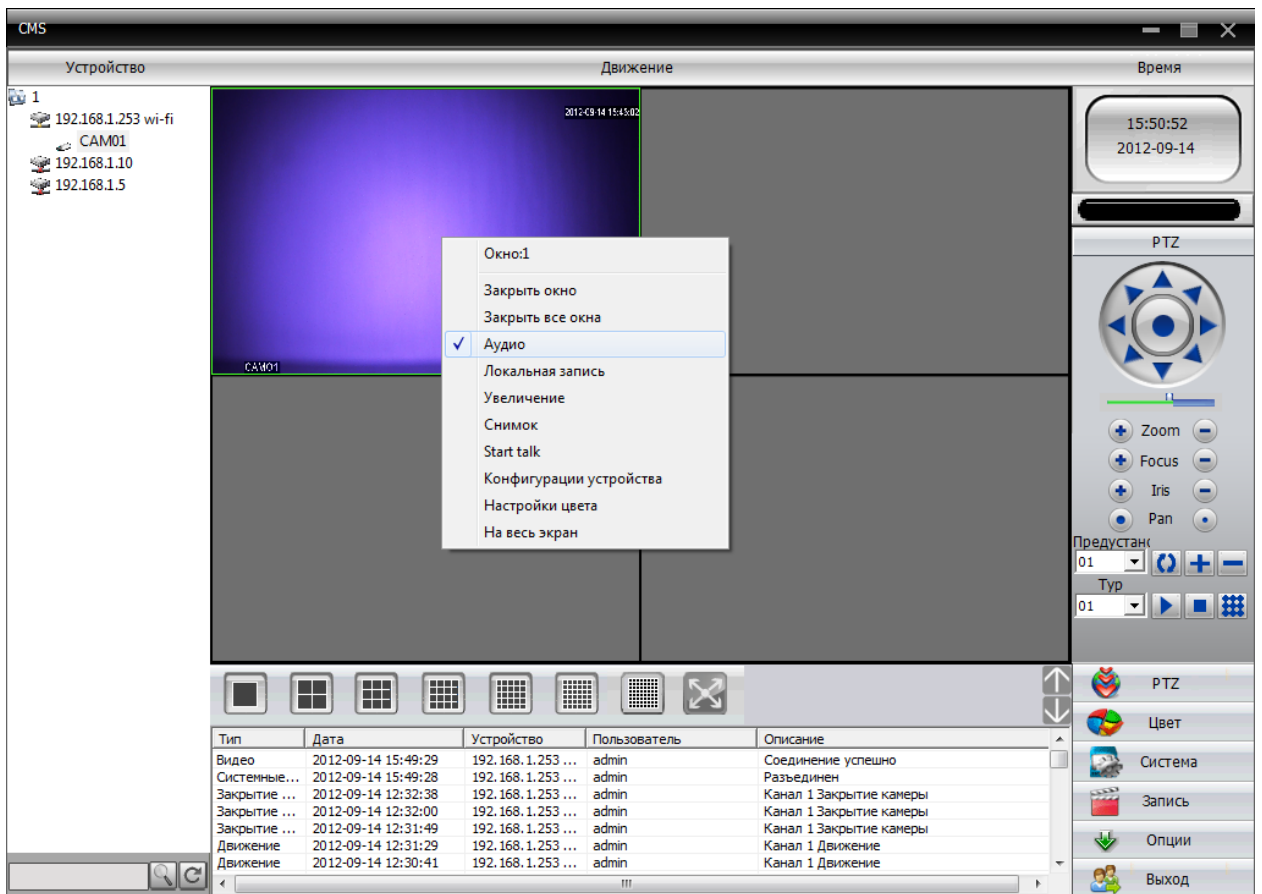 CMS
Устройство Движение Время
1
192.168.1.253 wi-fi
CAM01
192.168.1.10
192.168.1.5
2012-09-14 15:45:02
CAM01
Окно:1
Закрыть окно
Закрыть все окна
Аудио
Локальная запись
Увеличение
Снимок
Start talk
Конфигурации устройства
Настройки цвета
На весь экран
15:50:52
2012-09-14
PTZ
Zoom
Focus
Iris
Pan
Предустан
01
Тур
01
PTZ
Цвет
Система
Запись
Опции
Выход
Тип Дата Устройство Пользователь Описание
Видео 2012-09-14 15:49:29 192.168.1.253 ... admin Соединение успешно
Системные... 2012-09-14 15:49:28 192.168.1.253 ... admin Разъединен
Закрытие ... 2012-09-14 12:32:38 192.168.1.253 ... admin Канал 1 Закрытие камеры
Закрытие ... 2012-09-14 12:32:00 192.168.1.253 ... admin Канал 1 Закрытие камеры
Закрытие ... 2012-09-14 12:31:49 192.168.1.253 ... admin Канал 1 Закрытие камеры
Движение 2012-09-14 12:31:29 192.168.1.253 ... admin Канал 1 Движение
Движение 2012-09-14 12:30:41 192.168.1.253 ... admin Канал 1 Движение